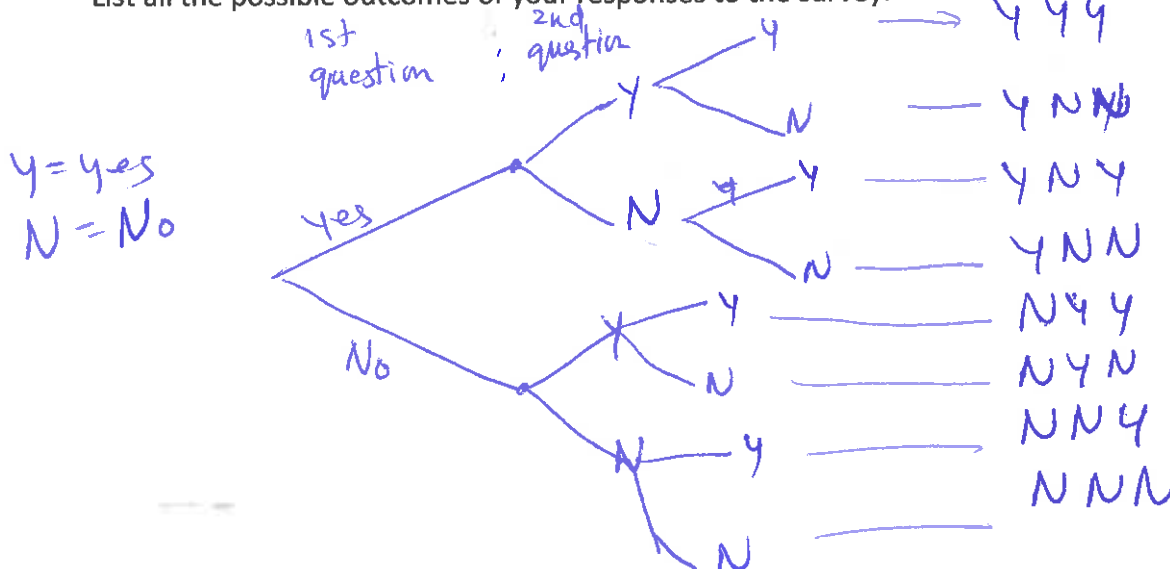 List all the possible outcomes of your responses to the survey.
1st question ; 2nd question
Y = yes
N = No
yes
No
Y
Y
YYY
N
Y N
N
Y
Y
Y N Y
N
Y N N
Y
Y
N Y Y
N
N Y N
N
Y
N N Y
N
N N N